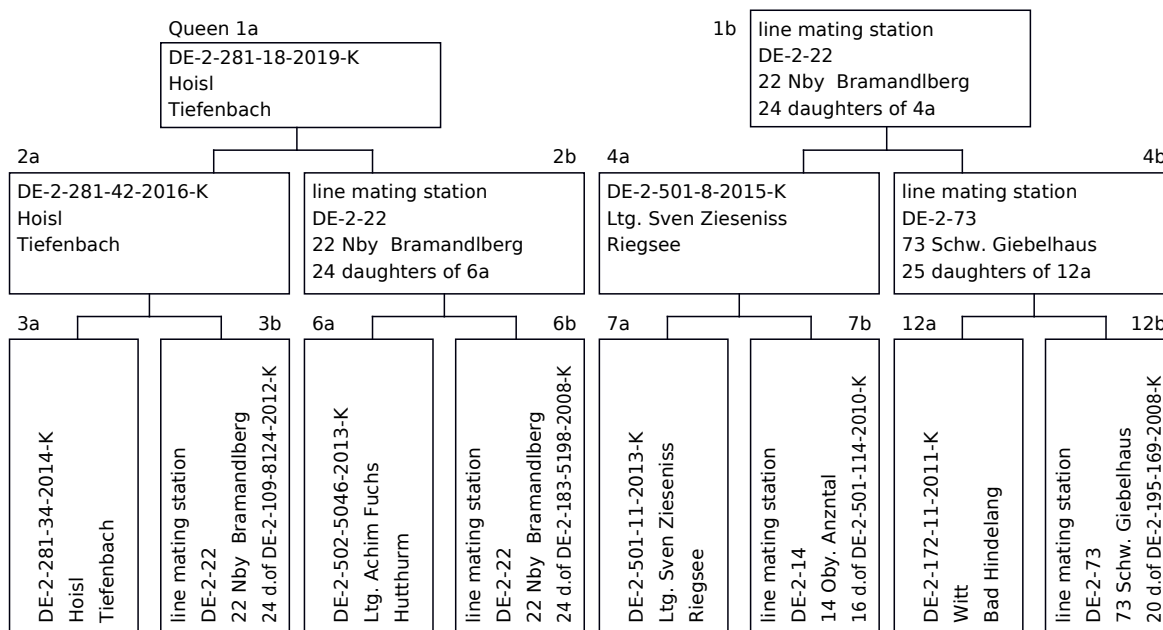 Queen 1a
DE-2-281-18-2019-K
Hoisl
Tiefenbach
1b
line mating station
DE-2-22
22 Nby Bramandlberg
24 daughters of 4a
2a
DE-2-281-42-2016-K
Hoisl
Tiefenbach
2b
line mating station
DE-2-22
22 Nby Bramandlberg
24 daughters of 6a
4a
DE-2-501-8-2015-K
Ltg. Sven Zieseniss
Riegsee
4b
line mating station
DE-2-73
73 Schw. Giebelhaus
25 daughters of 12a
3a
DE-2-281-34-2014-K
Hoisl
Tiefenbach
3b
line mating station
DE-2-22
22 Nby Bramandlberg
24 d.of DE-2-109-8124-2012-K
6a
DE-2-502-5046-2013-K
Ltg. Achim Fuchs
Hutthurm
6b
line mating station
DE-2-22
22 Nby Bramandlberg
24 d.of DE-2-183-5198-2008-K
7a
DE-2-501-11-2013-K
Ltg. Sven Zieseniss
Riegsee
7b
line mating station
DE-2-14
14 Oby. Anzntal
16 d.of DE-2-501-114-2010-K
12a
DE-2-172-11-2011-K
Witt
Bad Hindelang
12b
line mating station
DE-2-73
73 Schw. Giebelhaus
20 d.of DE-2-195-169-2008-K